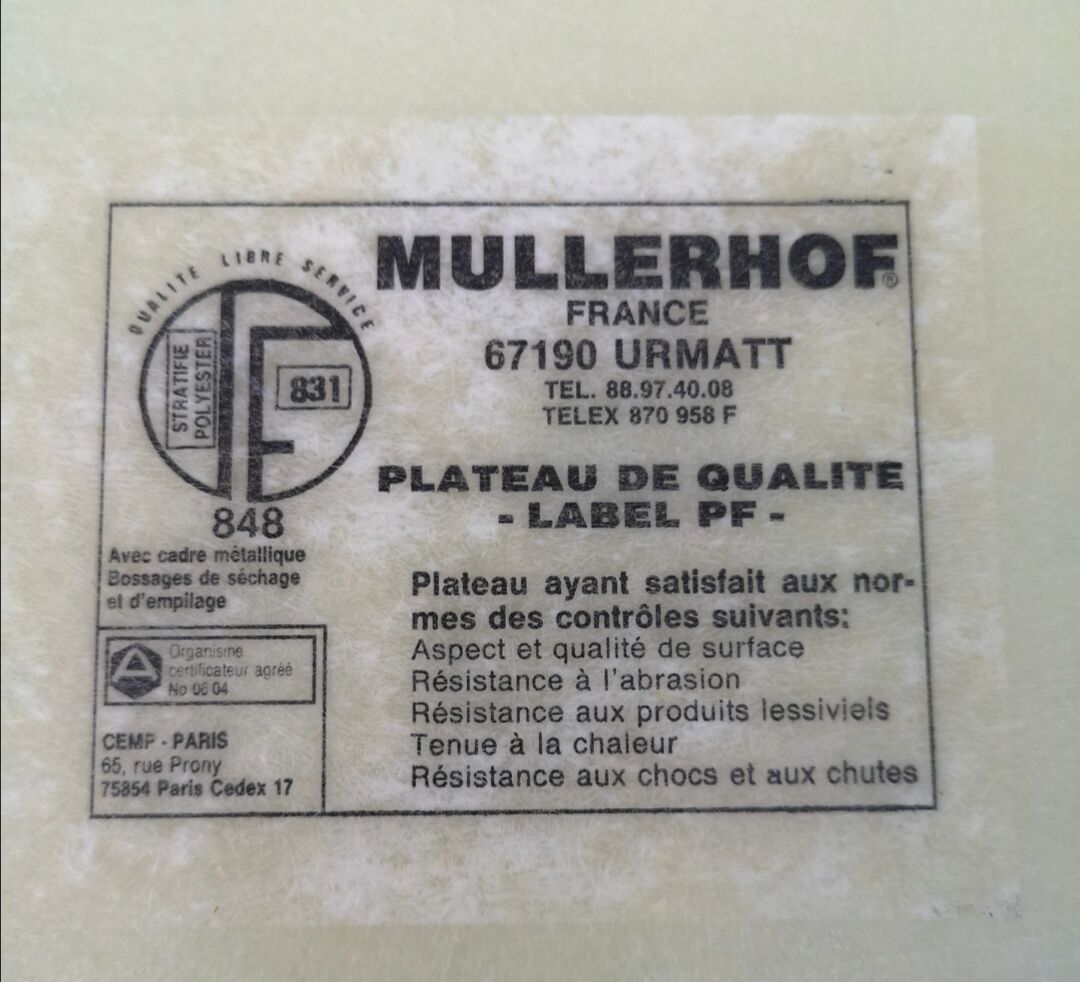 QUALITE LIBRE SERVICE
STRATIFIE
POLYESTER
831
848
Avec cadre métallique
Bossages de séchage
et d'empilage
Organisme
certificateur agréé
No 06 04
CEMP - PARIS
65, rue Prony
75854 Paris Cedex 17
MULLERHOF®
FRANCE
67190 URMATT
TEL. 88.97.40.08
TELEX 870 958 F
PLATEAU DE QUALITE
- LABEL PF -
Plateau ayant satisfait aux nor-
mes des contrôles suivants:
Aspect et qualité de surface
Résistance à l'abrasion
Résistance aux produits lessiviels
Tenue à la chaleur
Résistance aux chocs et aux chutes